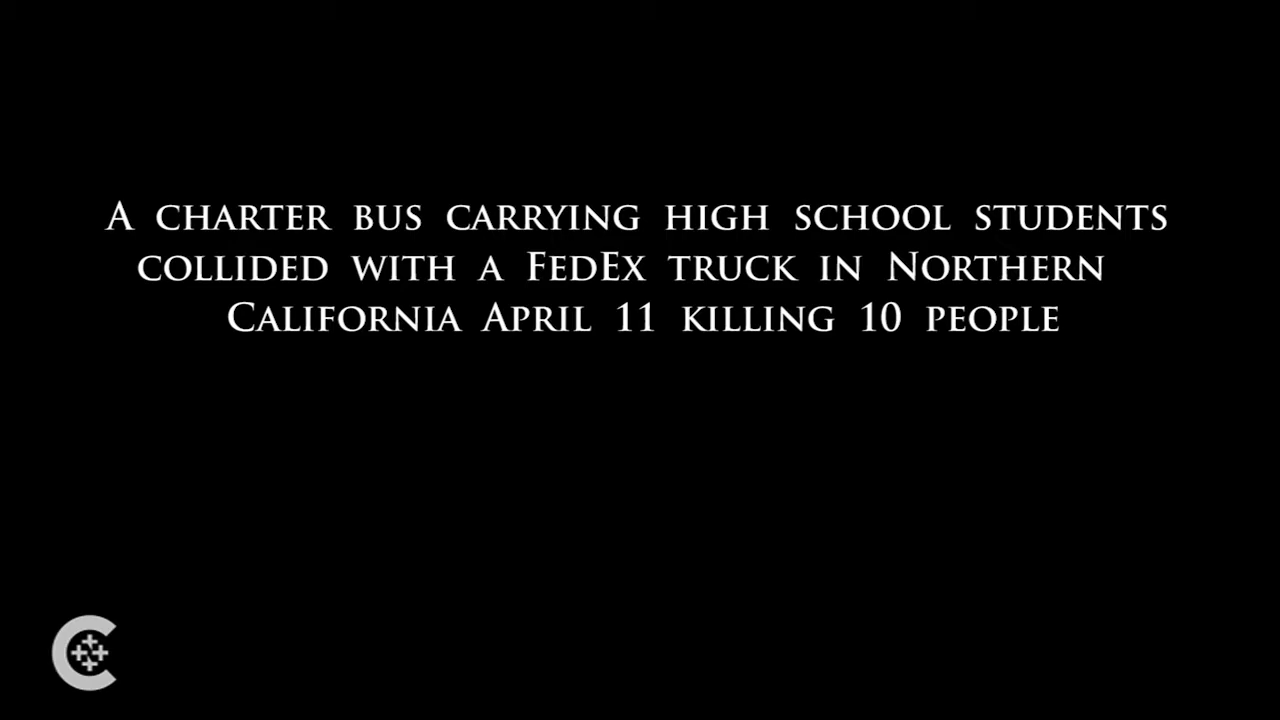 A CHARTER BUS CARRYING HIGH SCHOOL STUDENTS
COLLIDED WITH A FEDEX TRUCK IN NORTHERN
CALIFORNIA APRIL 11 KILLING 10 PEOPLE